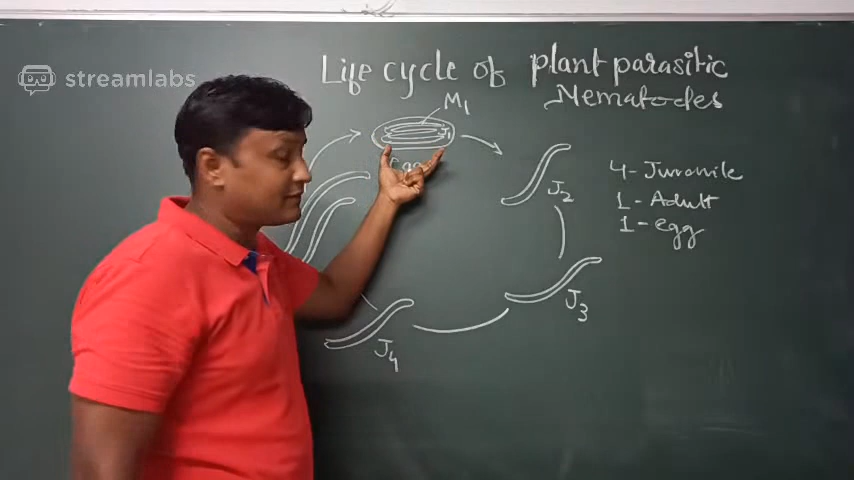 streamlabs
Life cycle of plant parasitic
Nematodes
M1
Egg
J2
J3
J4
4- Juvenile
1- Adult
1- egg